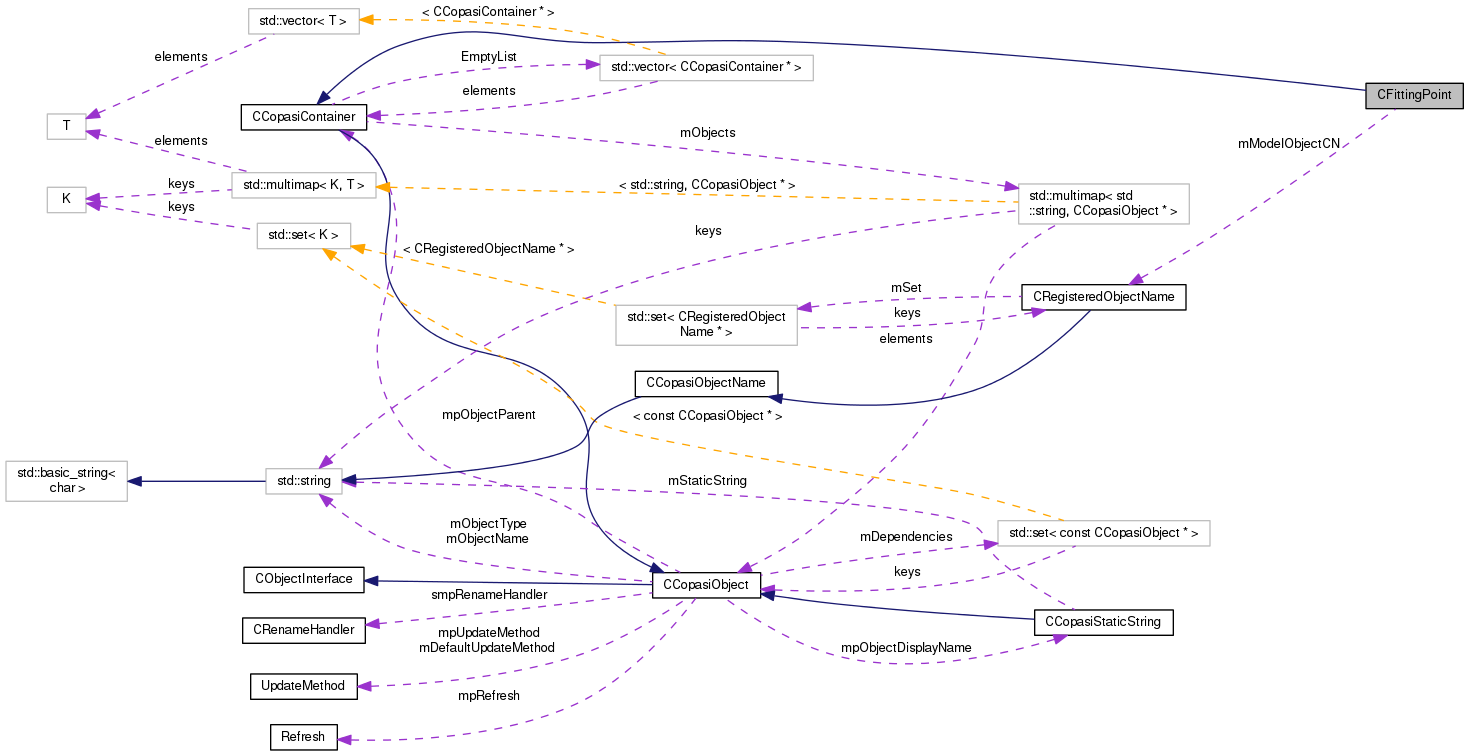 < CCopasiContainer * >
std::vector< T >
elements
EmptyList
std::vector< CCopasiContainer * >
elements
CFittingPoint
CCopasiContainer
T
elements
mObjects
mModelObjectCN
keys
std::multimap< K, T >
< std::string, CCopasiObject * >
std::multimap< std
::string, CCopasiObject * >
K
keys
std::set< K >
keys
< CRegisteredObjectName * >
mSet
CRegisteredObjectName
std::set< CRegisteredObject
Name * >
keys
elements
CCopasiObjectName
mpObjectParent
< const CCopasiObject * >
std::basic_string<
char >
std::string
mStaticString
mObjectType
mObjectName
mDependencies
std::set< const CCopasiObject * >
keys
CObjectInterface
CCopasiObject
smpRenameHandler
CRenameHandler
CCopasiStaticString
mpUpdateMethod
mDefaultUpdateMethod
mpObjectDisplayName
UpdateMethod
mpRefresh
Refresh